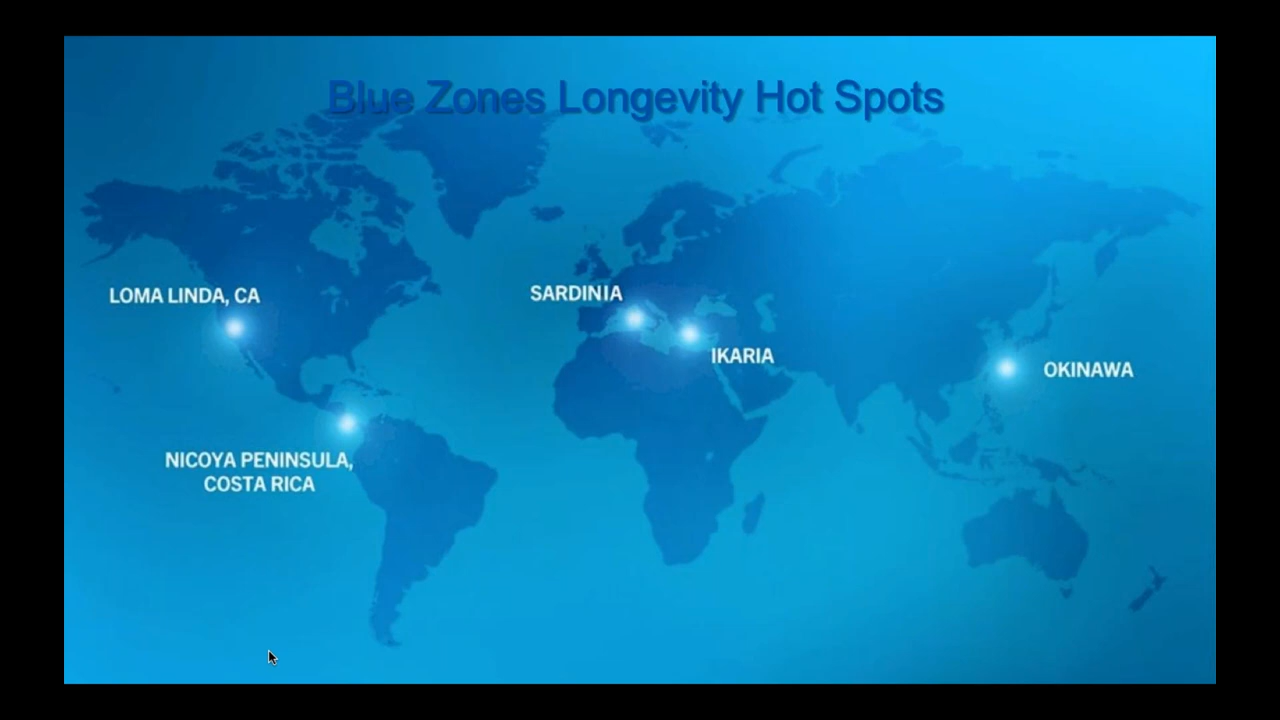 Blue Zones Longevity Hot Spots
LOMA LINDA, CA
SARDINIA
IKARIA
OKINAWA
NICOYA PENINSULA,
COSTA RICA